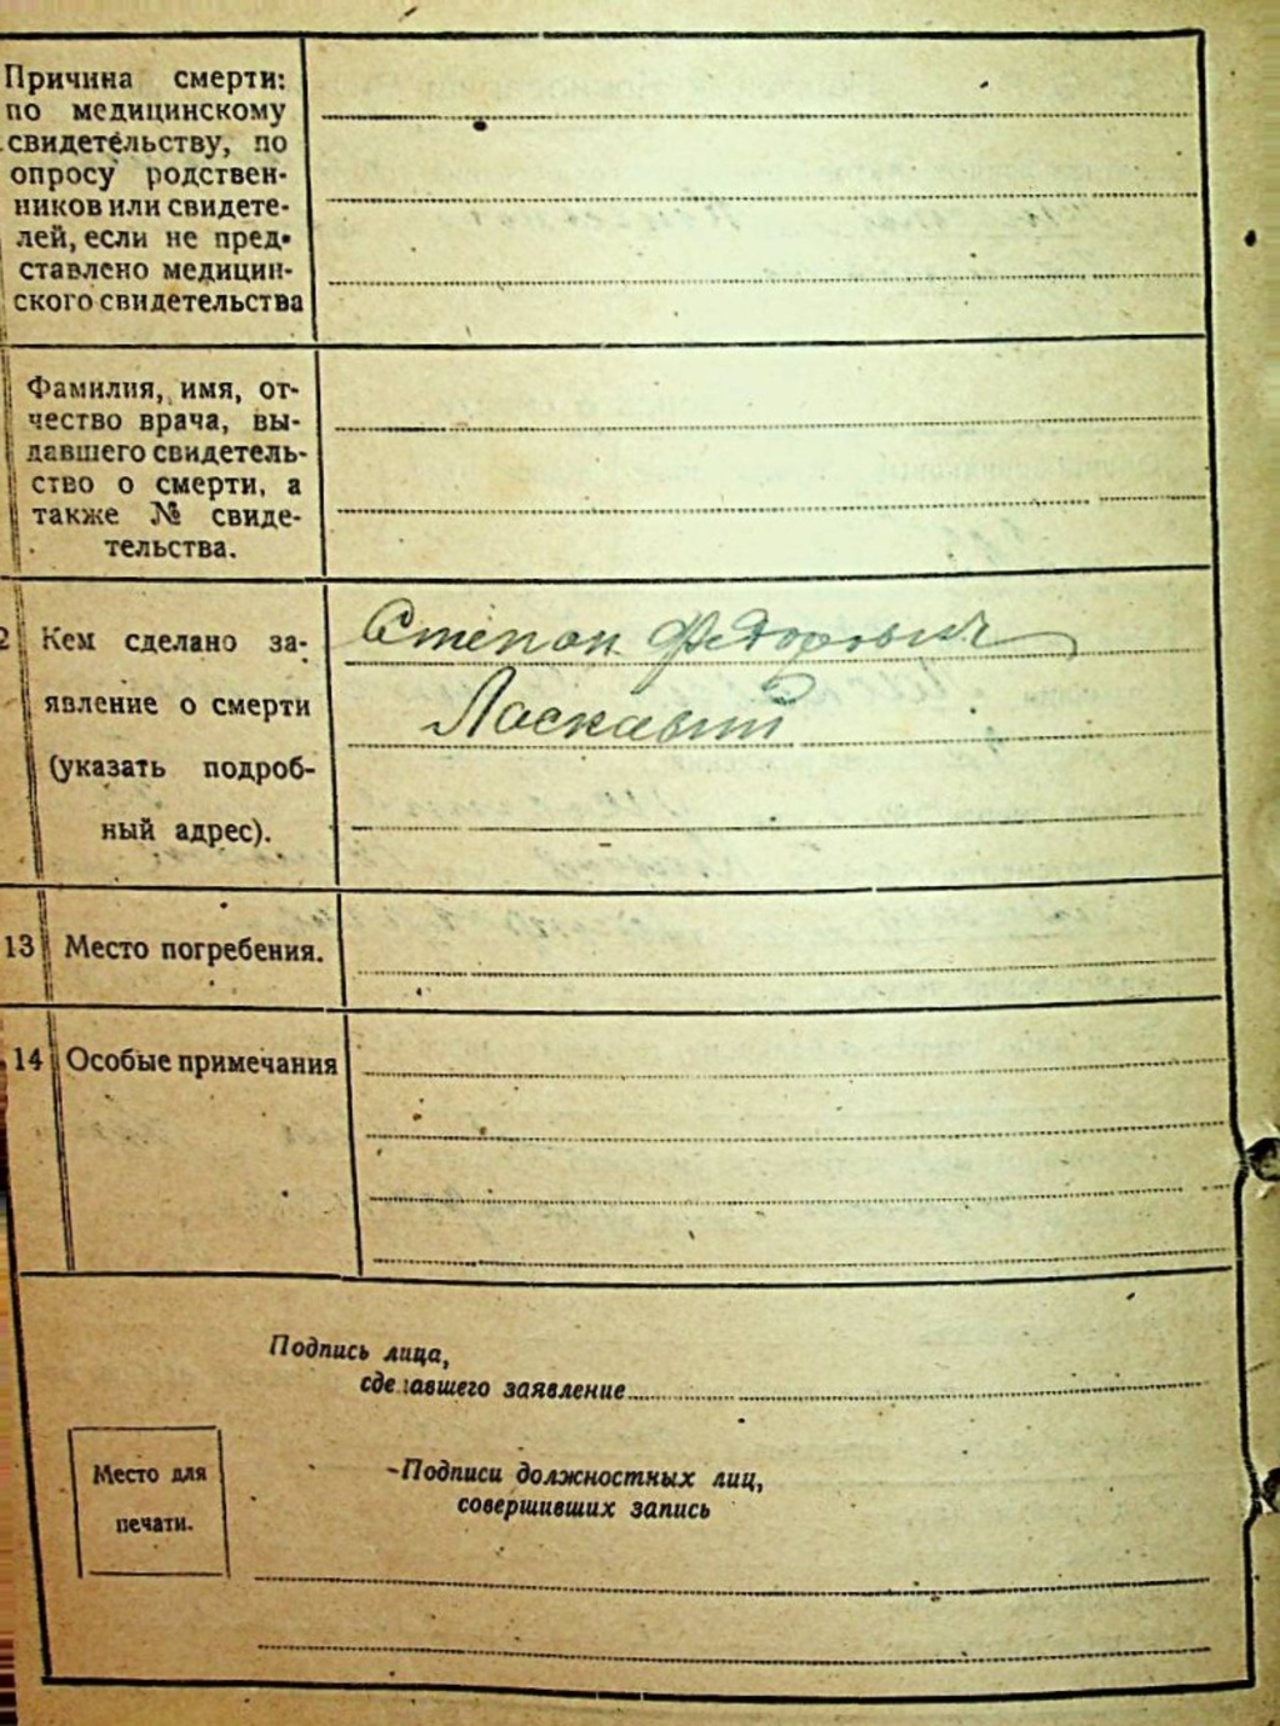 Причина смерти:
по медицинскому
свидетельству, по
опросу родствен-
ников или свидете-
лей, если не пред-
ставлено медицин-
ского свидетельства
Фамилия, имя, от-
чество врача, вы-
давшего свидетель-
ство о смерти, а
также № свиде-
тельства.
2 Кем сделано за-
явление о смерти
(указать подроб-
ный адрес).
Степан Федорович
Ласкавый
13 Место погребения.
14 Особые примечания
Подпись лица,
сделавшего заявление
Место для
печати.
Подписи должностных лиц,
совершивших запись